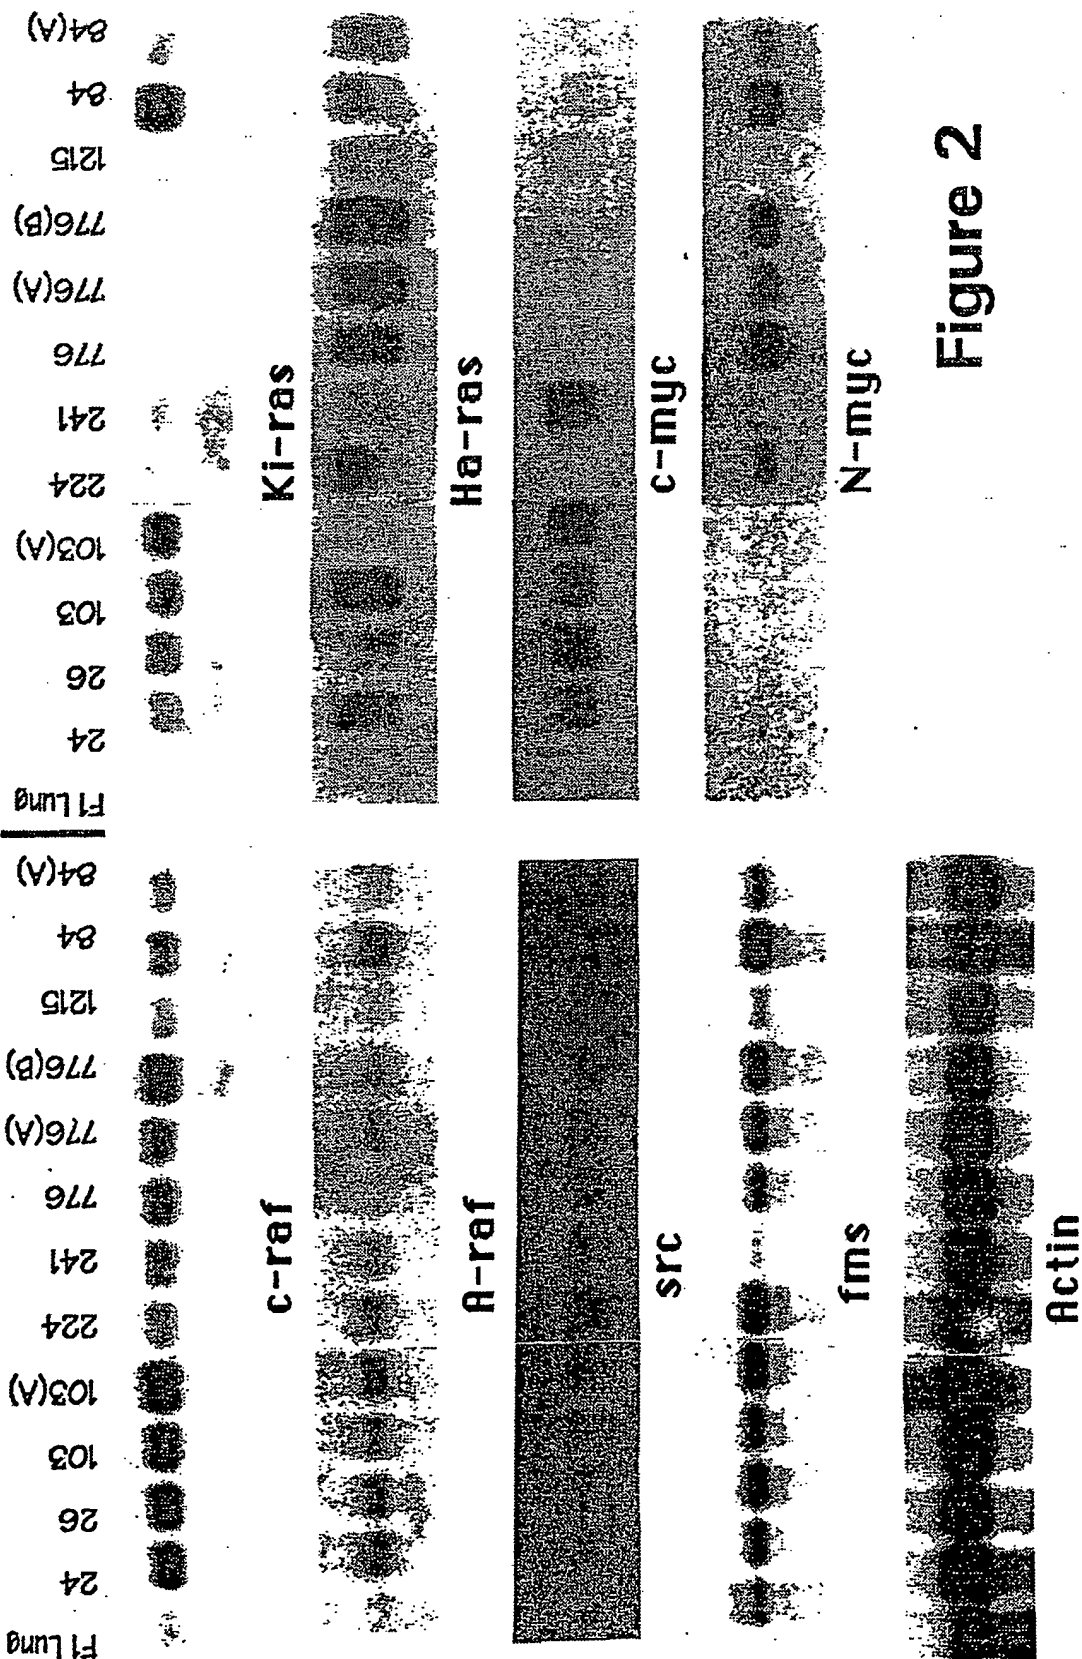 F1 Lung
24
26
103
103(A)
224
241
776
776(A)
776(B)
1215
84
84(A)
F1 Lung
24
26
103
103(A)
224
241
776
776(A)
776(B)
1215
84
84(A)
c-raf
Ki-ras
A-raf
Ha-ras
src
c-myc
fms
N-myc
Actin
Figure 2